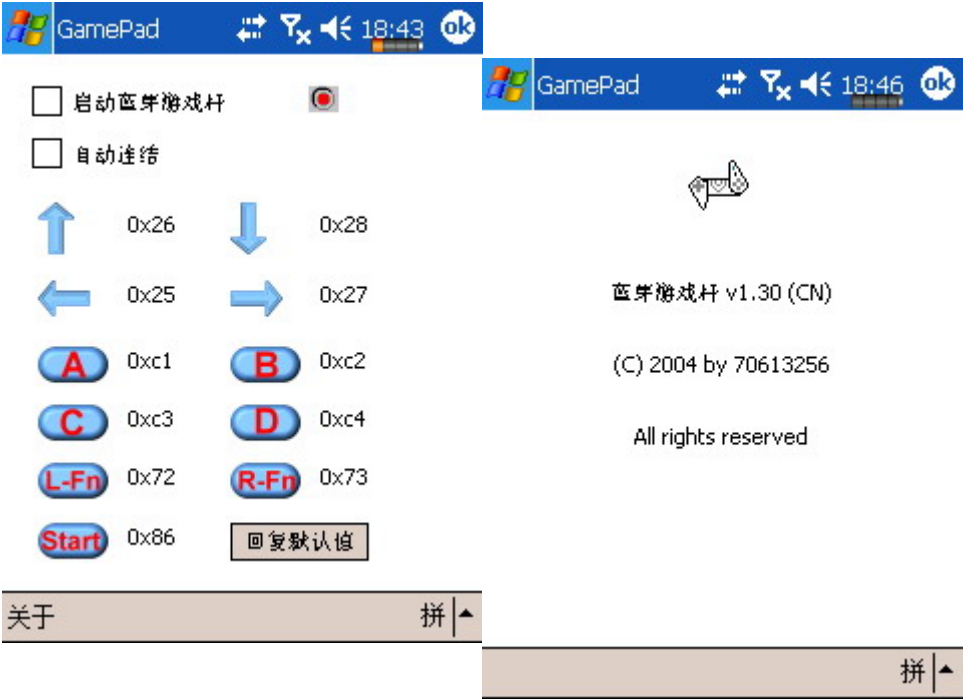 GamePad 18:43 ok
启动蓝芽游戏杆
自动连结
0x26 0x28
0x25 0x27
A 0xc1 B 0xc2
C 0xc3 D 0xc4
L-Fn 0x72 R-Fn 0x73
Start 0x86 回复默认值
关于 拼
GamePad 18:46 ok
蓝芽游戏杆 v1.30 (CN)
(C) 2004 by 70613256
All rights reserved
拼